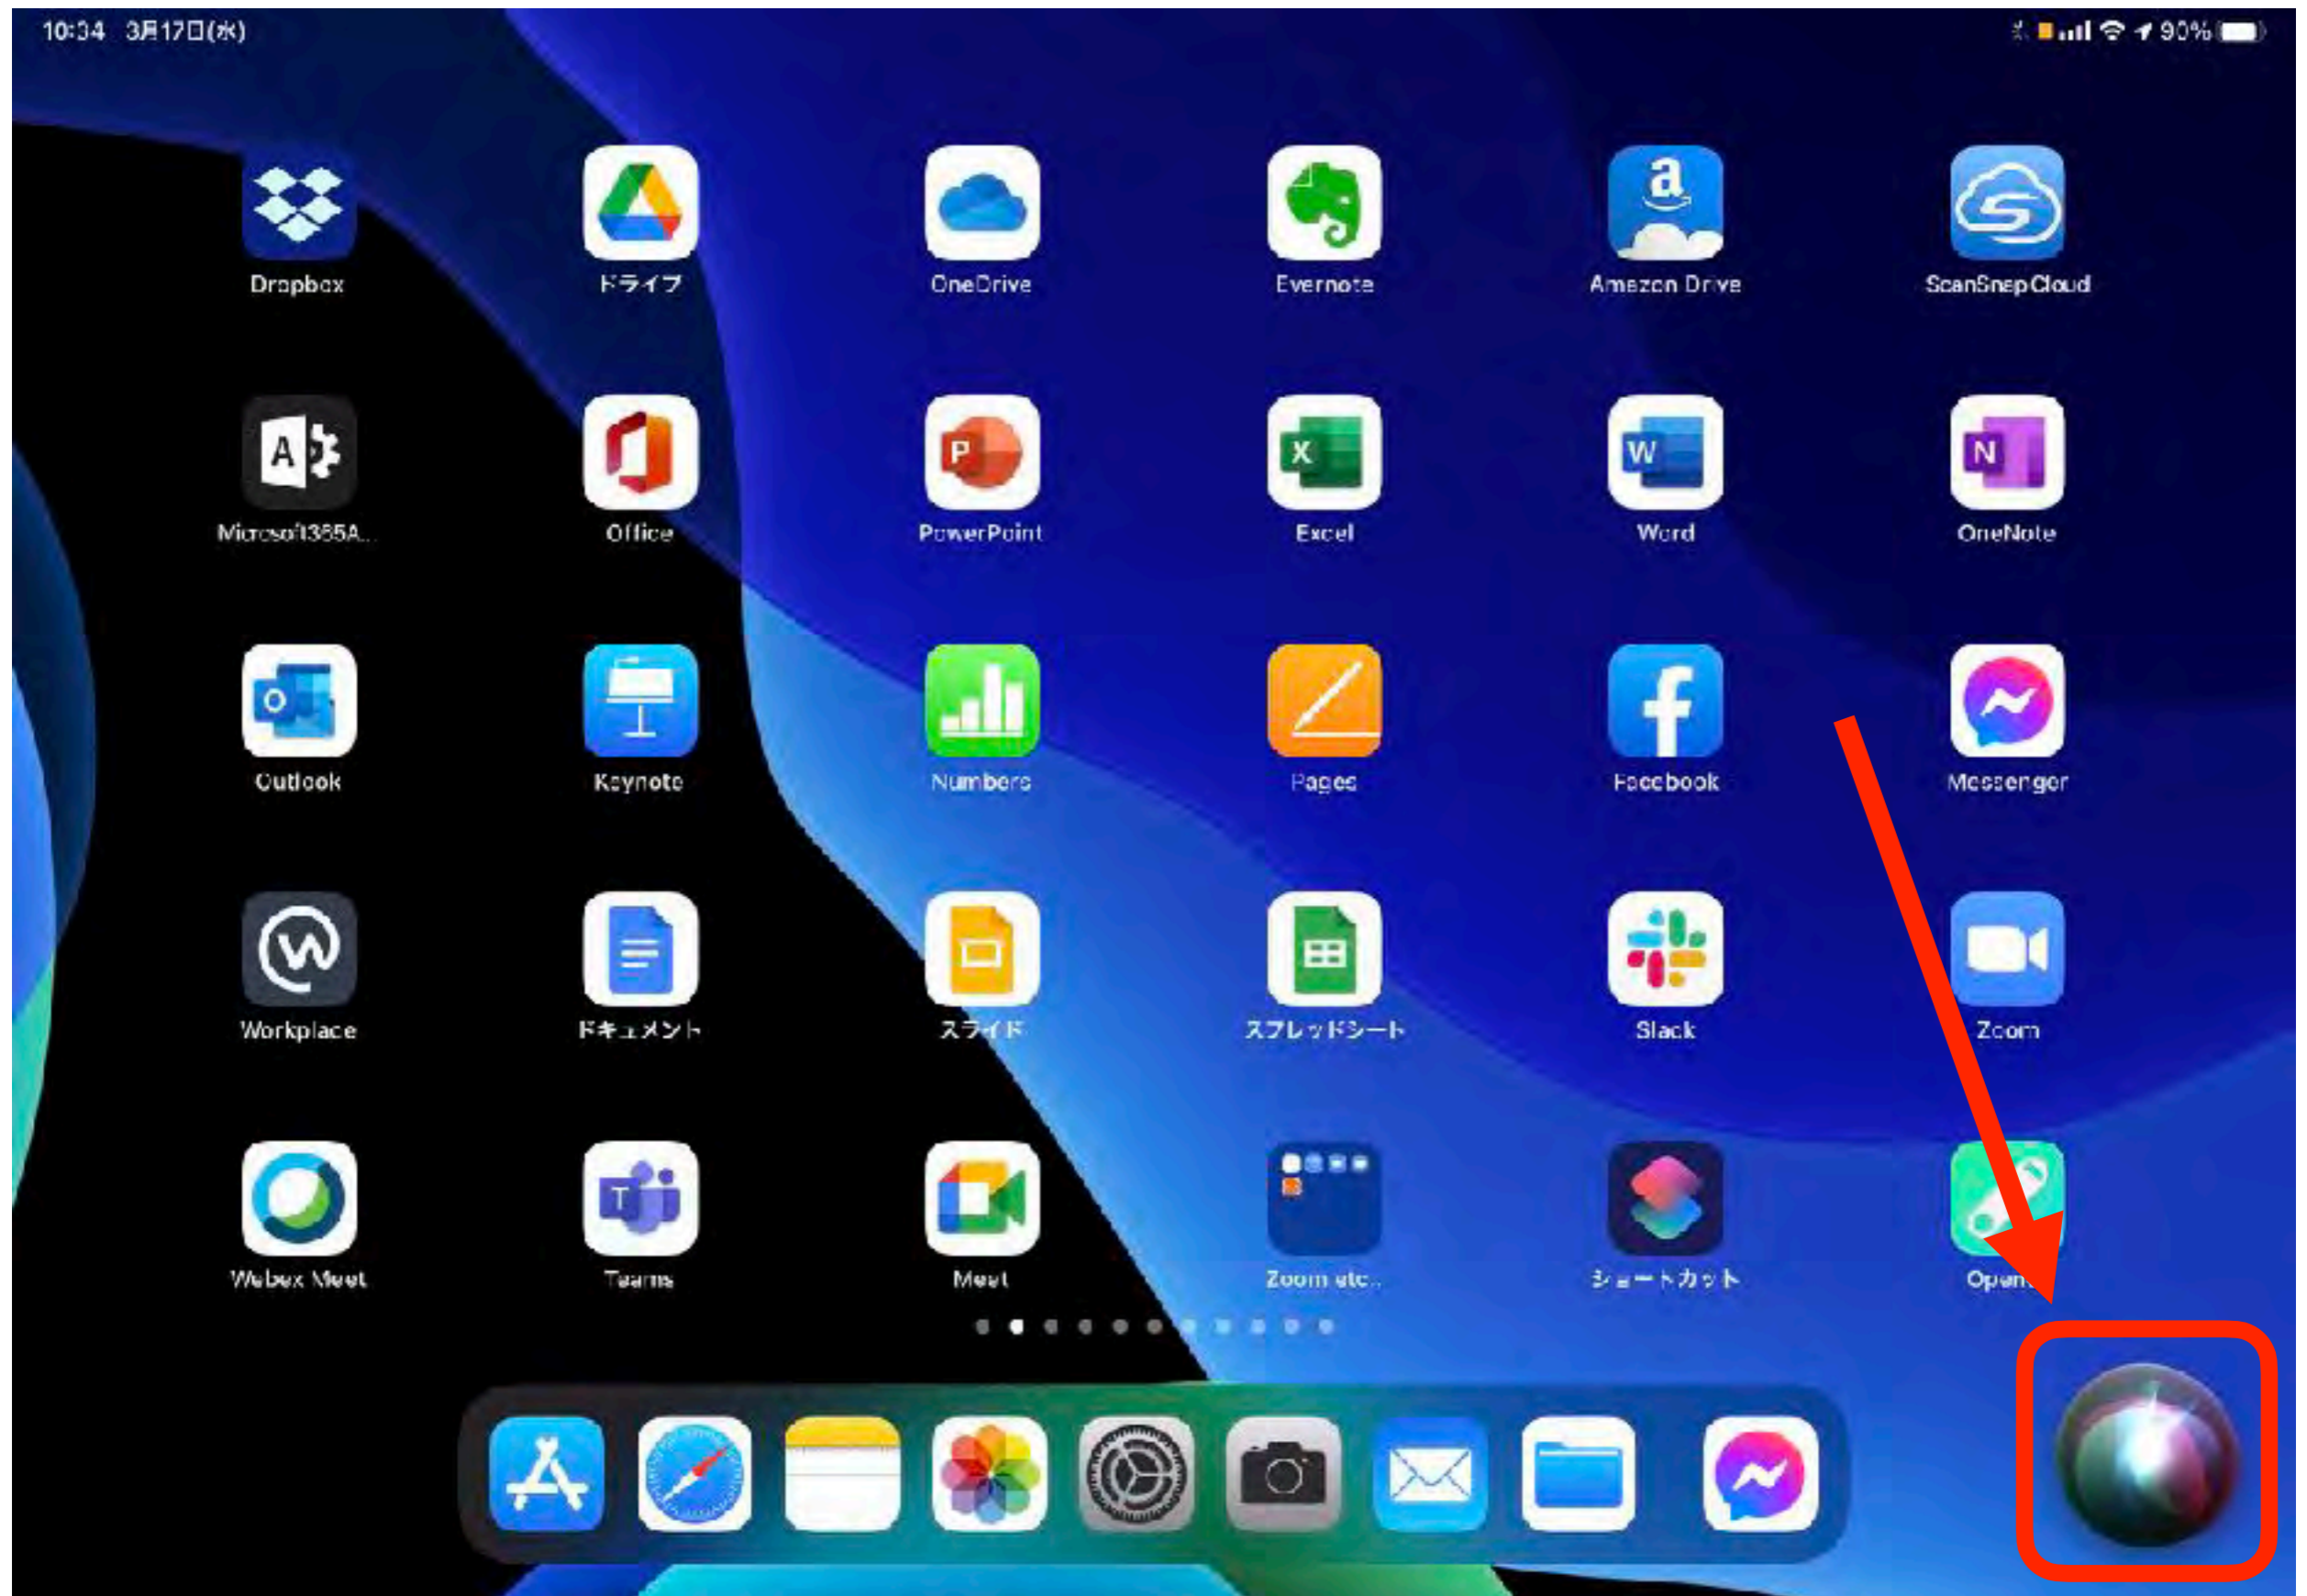 10:34 3月17日(水)
90%
Dropbox
ドライブ
OneDrive
Evernote
Amazon Drive
ScanSnap Cloud
Microsoft365A...
Office
PowerPoint
Excel
Word
OneNote
Outlook
Keynote
Numbers
Pages
Facebook
Messenger
Workplace
ドキュメント
スライド
スプレッドシート
Slack
Zoom
Webex Meet
Teams
Meet
Zoom etc..
ショートカット